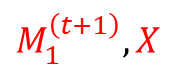 $M_1^{(t+1)}, X$